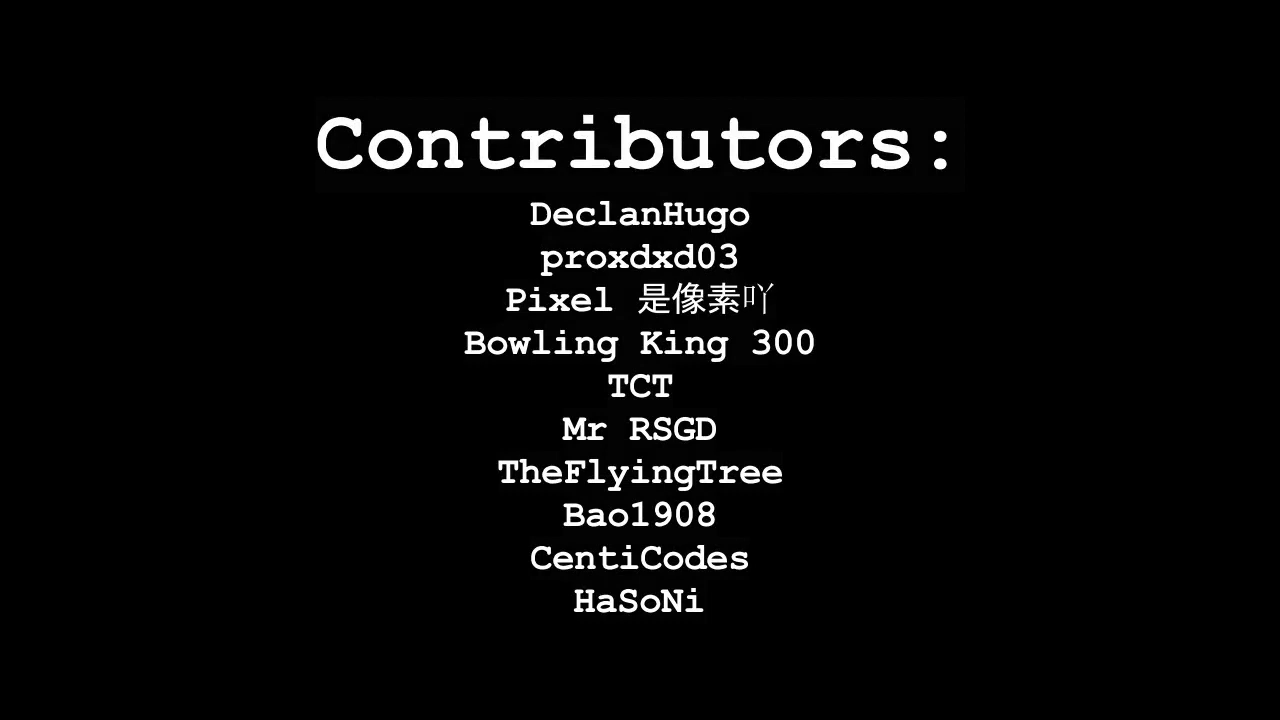 Contributors:
DeclanHugo
proxdxd03
Pixel 是像素吖
Bowling King 300
TCT
Mr RSGD
TheFlyingTree
Bao1908
CentiCodes
HaSoNi